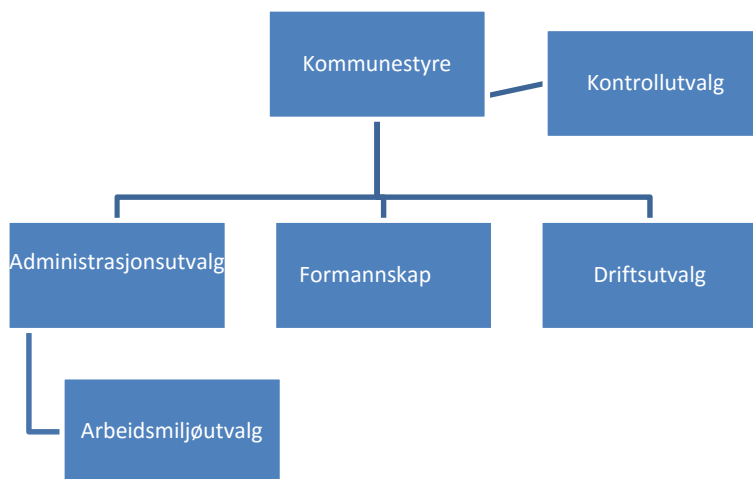 Kommunestyre
Kontrollutvalg
Administrasjonsutvalg
Formannskap
Driftsutvalg
Arbeidsmiljøutvalg